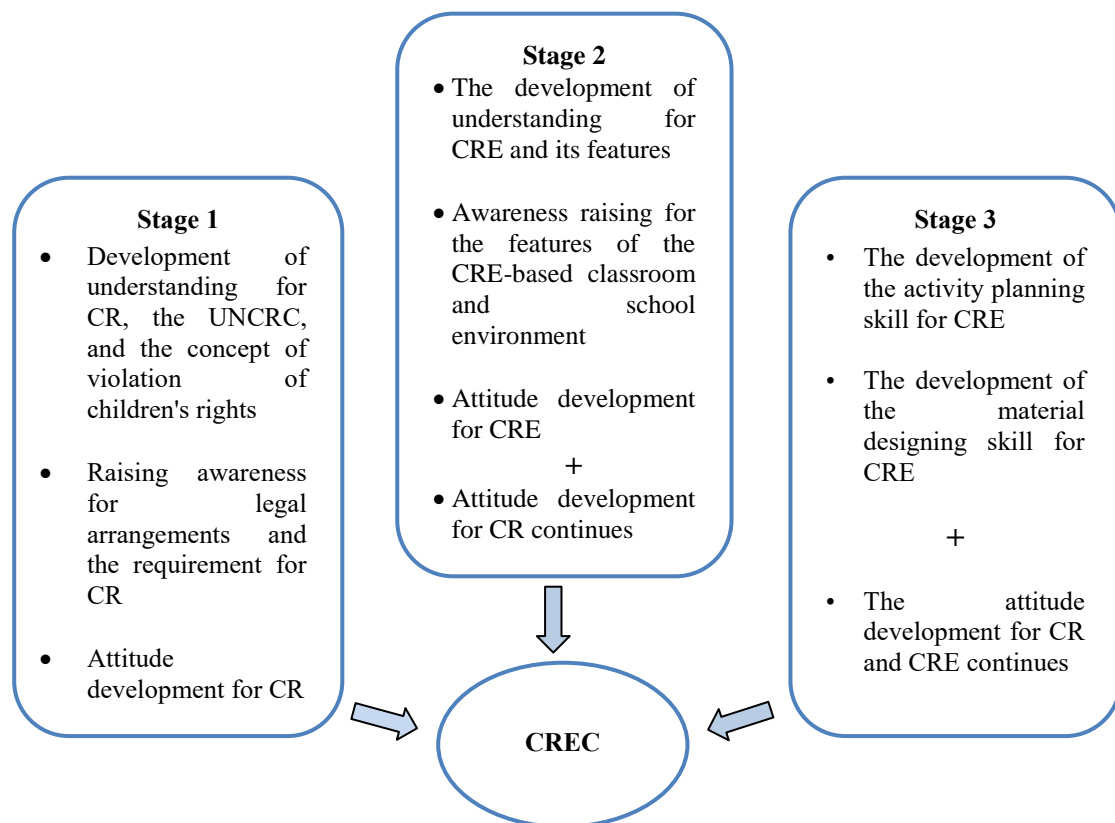 Stage 1
• Development of
understanding for
CR, the UNCRC,
and the concept of
violation of
children's rights
• Raising awareness
for legal
arrangements and
the requirement for
CR
• Attitude
development for CR
Stage 2
• The development of
understanding for
CRE and its features
• Awareness raising for
the features of the
CRE-based classroom
and school
environment
• Attitude development
for CRE
+
• Attitude development
for CR continues
Stage 3
• The development of
the activity planning
skill for CRE
• The development of
the material
designing skill for
CRE
+
• The attitude
development for CR
and CRE continues
CREC